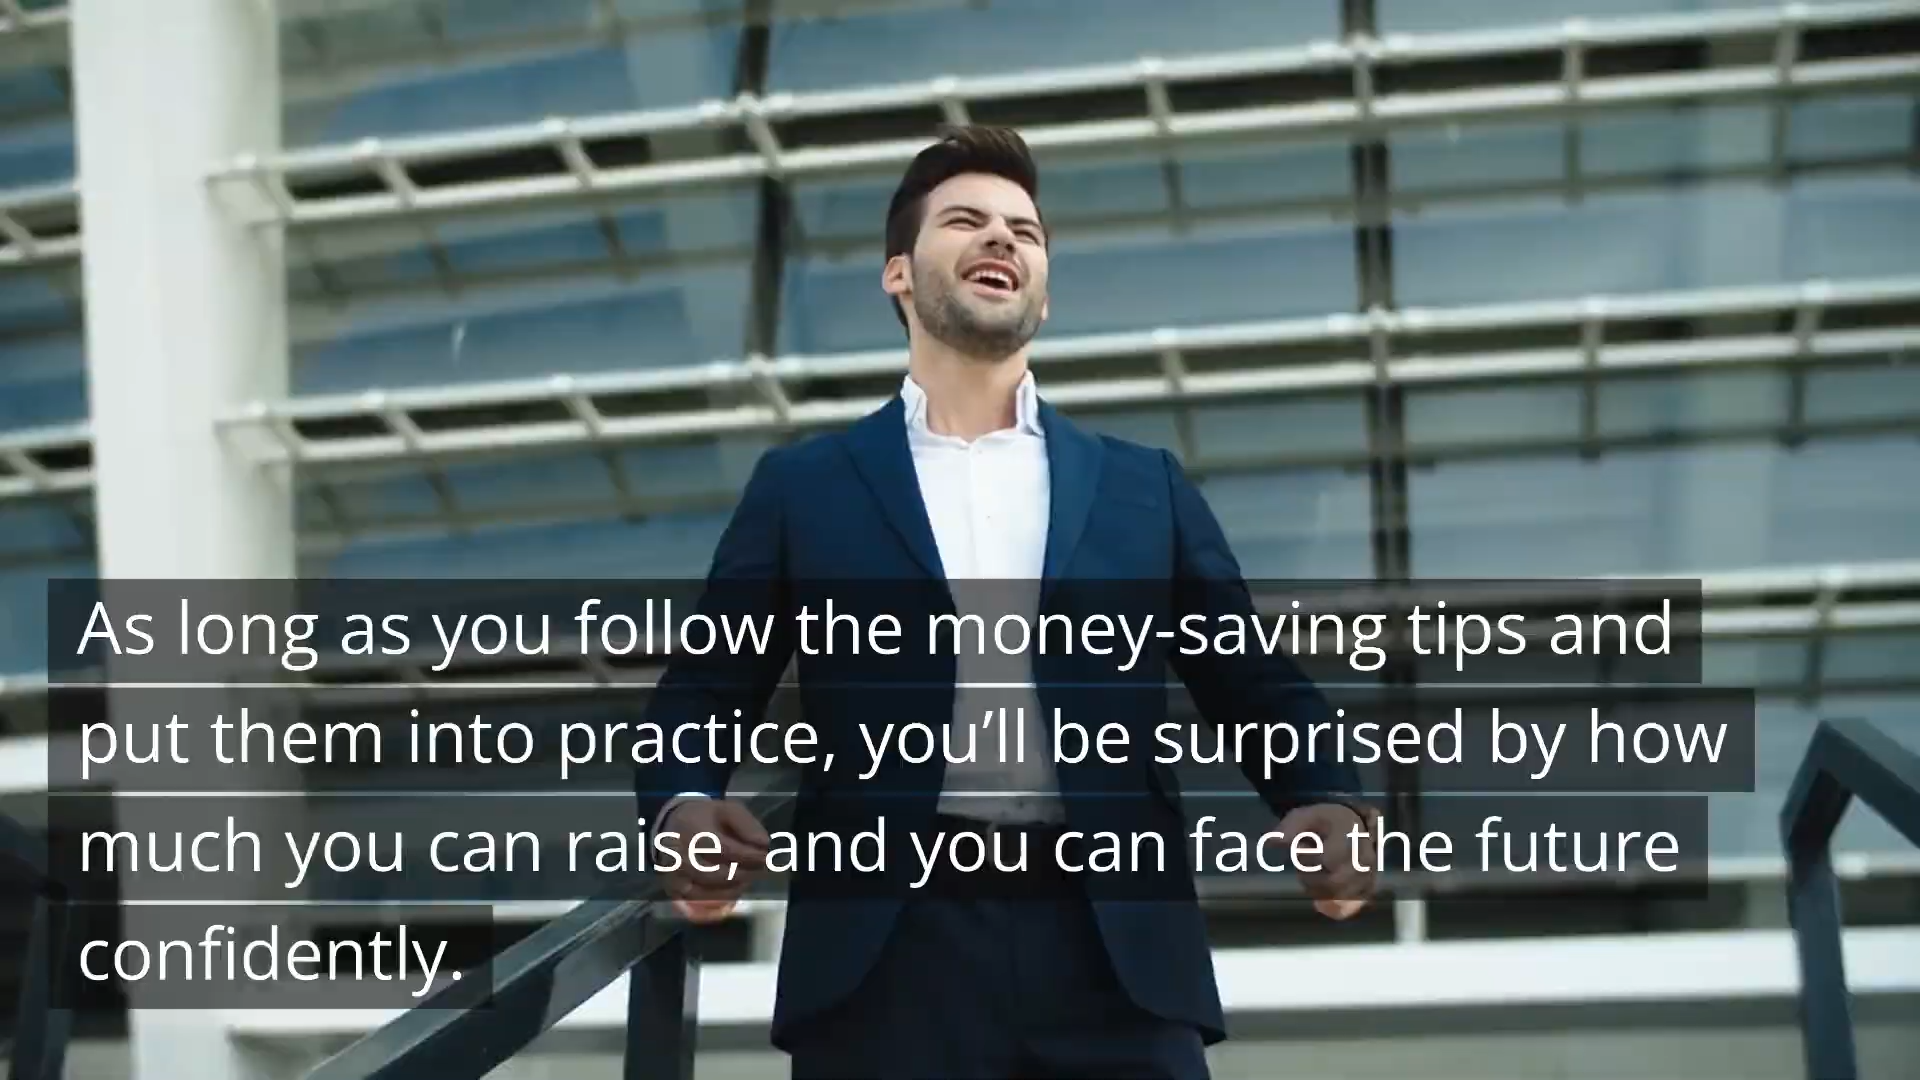 As long as you follow the money-saving tips and
put them into practice, you’ll be surprised by how
much you can raise, and you can face the future
confidently.